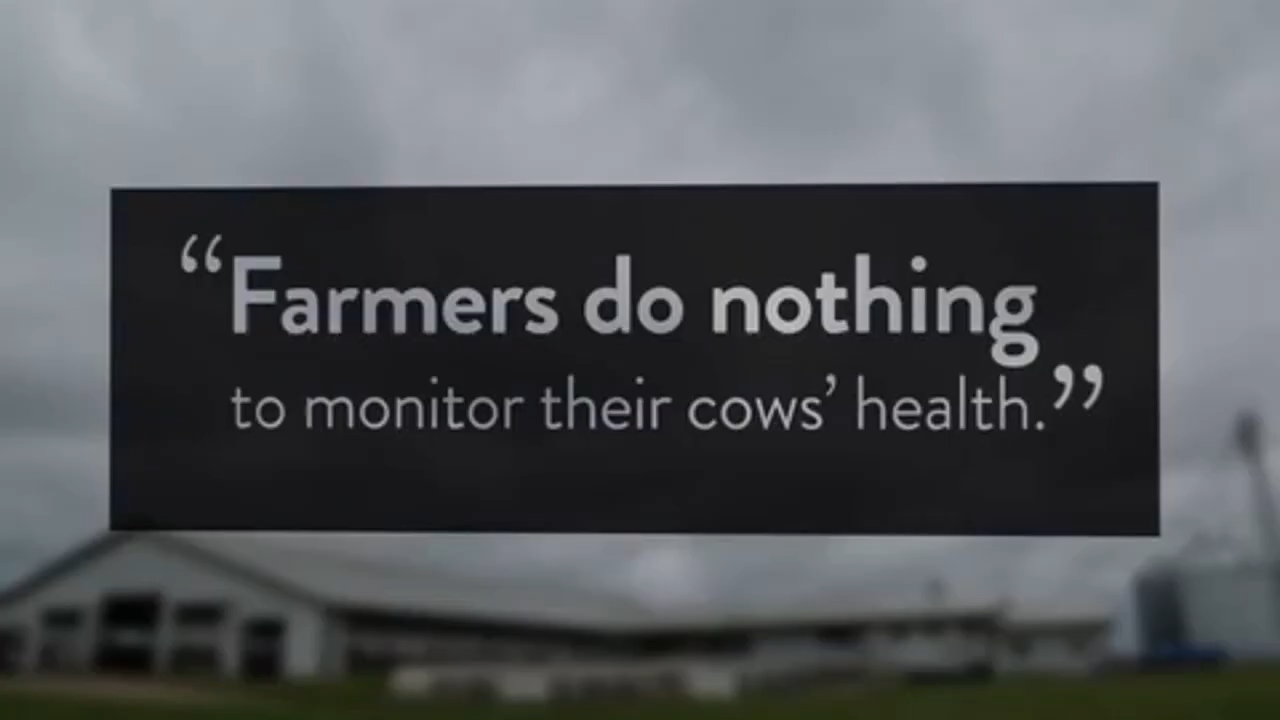 “Farmers do nothing
to monitor their cows’ health.”